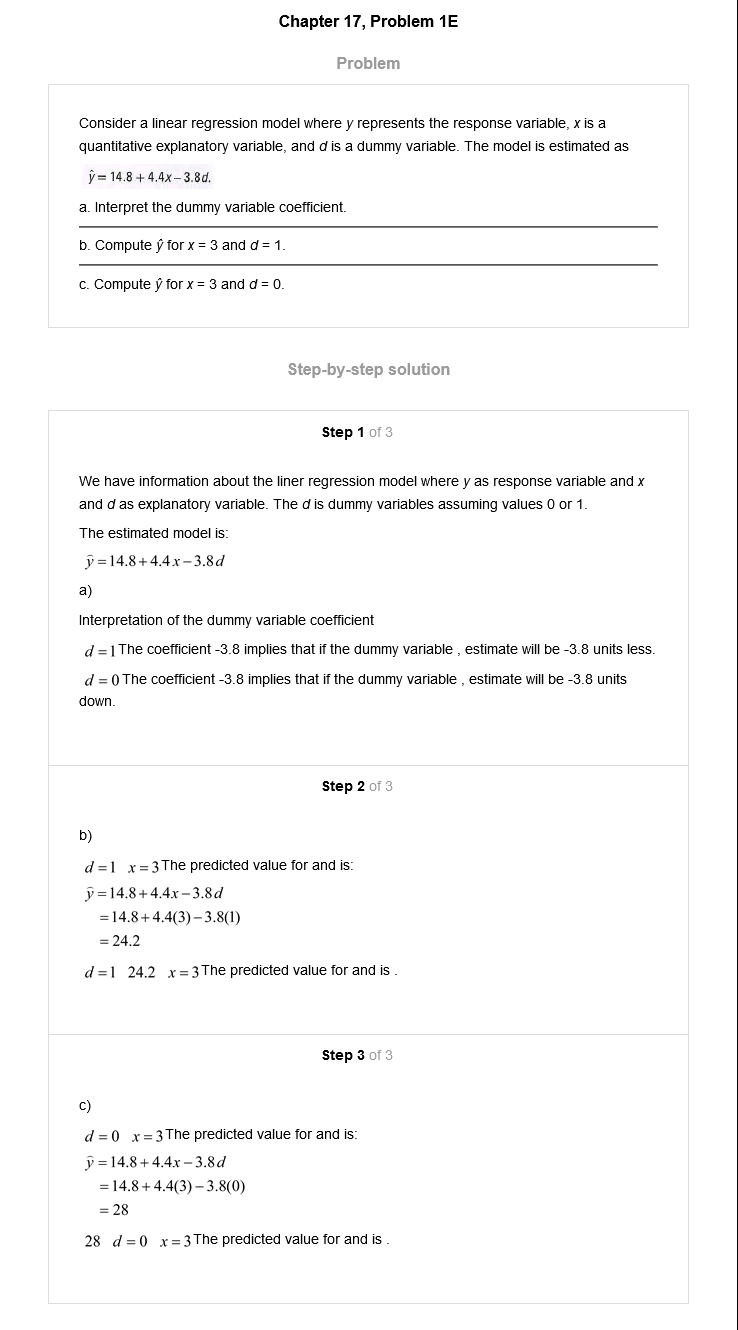 Chapter 17, Problem 1E
Problem
Consider a linear regression model where y represents the response variable, x is a
quantitative explanatory variable, and d is a dummy variable. The model is estimated as
ŷ = 14.8 + 4.4x – 3.8d.
a. Interpret the dummy variable coefficient.
b. Compute ŷ for x = 3 and d = 1.
c. Compute ŷ for x = 3 and d = 0.
Step-by-step solution
Step 1 of 3
We have information about the liner regression model where y as response variable and x
and d as explanatory variable. The d is dummy variables assuming values 0 or 1.
The estimated model is:
ŷ = 14.8 + 4.4x − 3.8d
a)
Interpretation of the dummy variable coefficient
d = 1 The coefficient -3.8 implies that if the dummy variable , estimate will be -3.8 units less.
d = 0 The coefficient -3.8 implies that if the dummy variable , estimate will be -3.8 units
down.
Step 2 of 3
b)
d = 1 x = 3 The predicted value for and is:
ŷ = 14.8 + 4.4x − 3.8d
= 14.8 + 4.4(3) − 3.8(1)
= 24.2
d = 1 24.2 x = 3 The predicted value for and is .
Step 3 of 3
c)
d = 0 x = 3 The predicted value for and is:
ŷ = 14.8 + 4.4x − 3.8d
= 14.8 + 4.4(3) − 3.8(0)
= 28
28 d = 0 x = 3 The predicted value for and is .